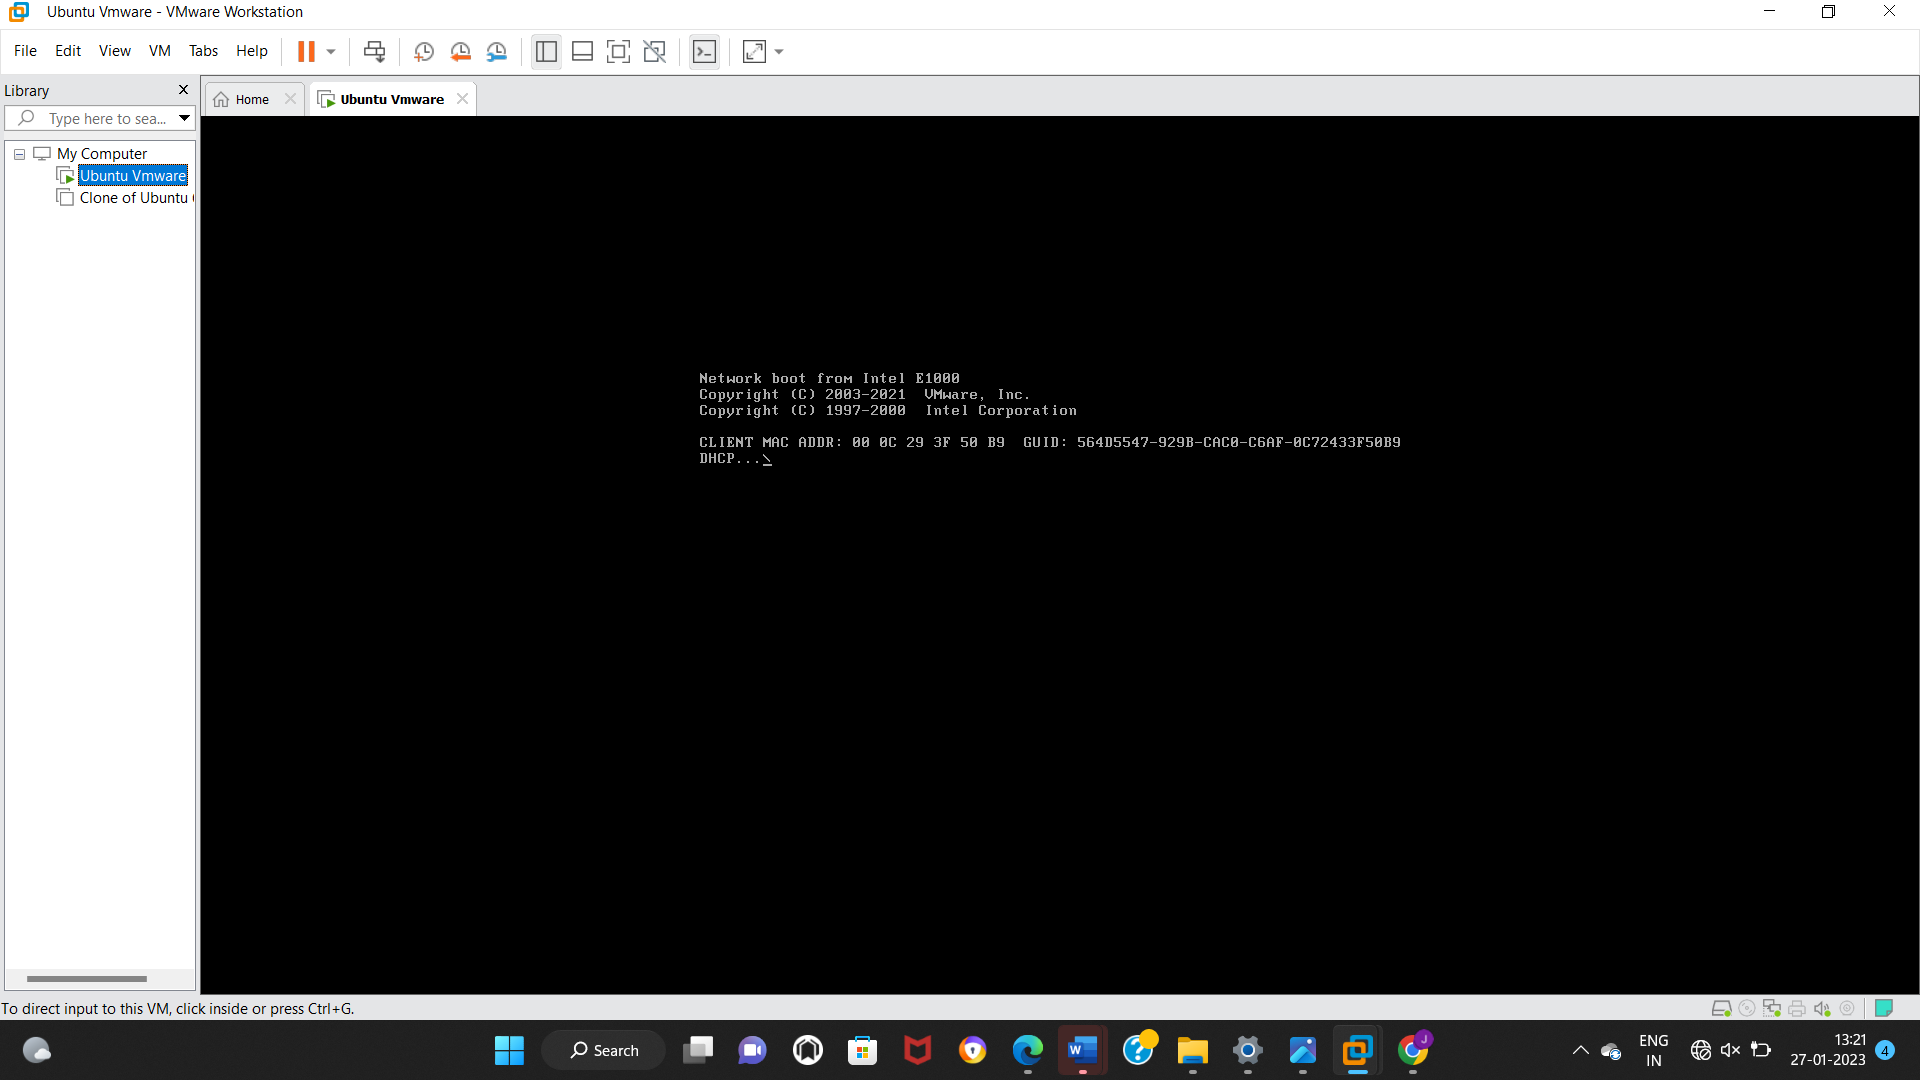 Ubuntu Vmware - VMware Workstation
File Edit View VM Tabs Help
Library
Home
Ubuntu Vmware
Type here to sea...
My Computer
Ubuntu Vmware
Clone of Ubuntu
Network boot from Intel E1000
Copyright (C) 2003-2021 VMware, Inc.
Copyright (C) 1997-2000 Intel Corporation
CLIENT MAC ADDR: 00 0C 29 3F 50 B9 GUID: 564D5547-929B-CAC0-C6AF-0C72433F50B9
DHCP...\
To direct input to this VM, click inside or press Ctrl+G.
Search
W
J
ENG
IN
13:21
27-01-2023
4